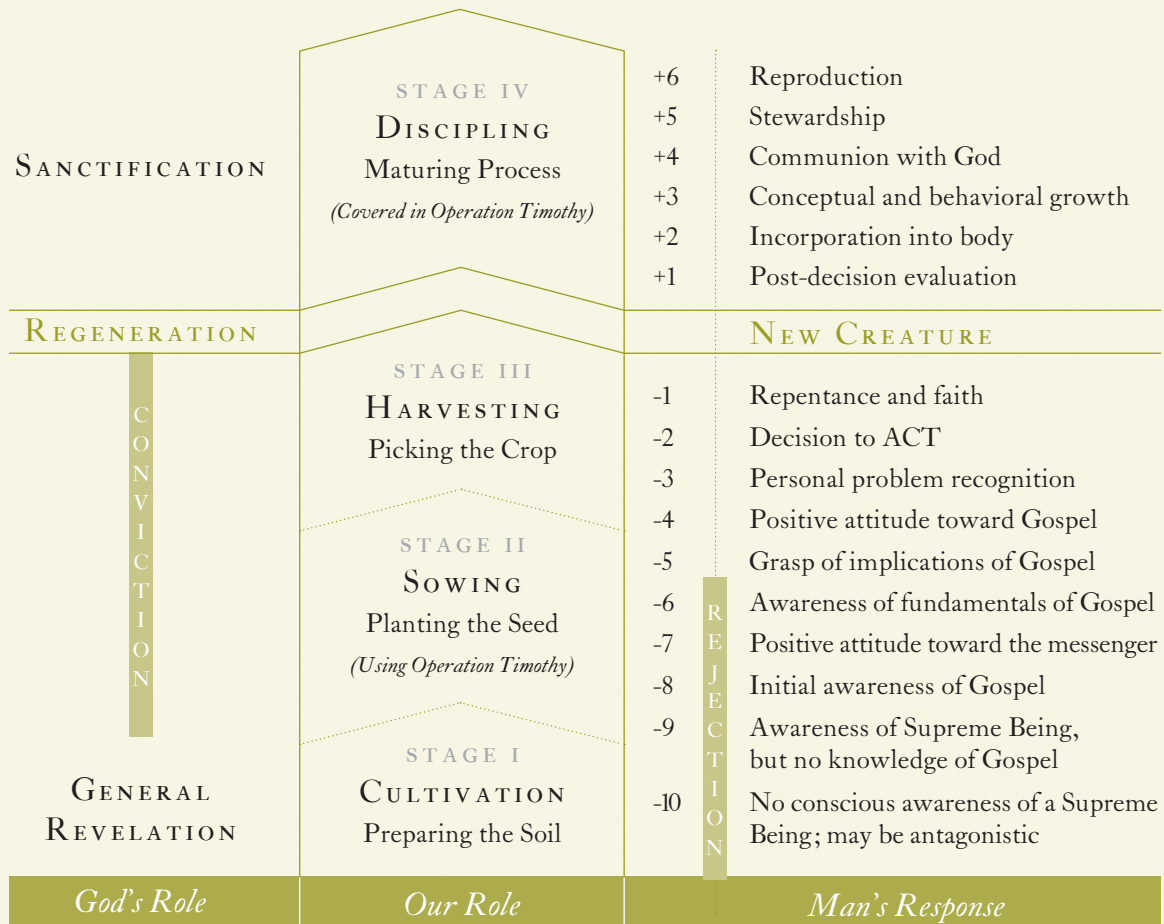 SANCTIFICATION
REGENERATION
CONVICTION
GENERAL
REVELATION
God's Role
STAGE IV
DISCIPLING
Maturing Process
(Covered in Operation Timothy)
STAGE III
HARVESTING
Picking the Crop
STAGE II
SOWING
Planting the Seed
(Using Operation Timothy)
STAGE I
CULTIVATION
Preparing the Soil
Our Role
+6 Reproduction
+5 Stewardship
+4 Communion with God
+3 Conceptual and behavioral growth
+2 Incorporation into body
+1 Post-decision evaluation
NEW CREATURE
-1 Repentance and faith
-2 Decision to ACT
-3 Personal problem recognition
-4 Positive attitude toward Gospel
-5 Grasp of implications of Gospel
-6 Awareness of fundamentals of Gospel
-7 Positive attitude toward the messenger
-8 Initial awareness of Gospel
-9 Awareness of Supreme Being,
but no knowledge of Gospel
-10 No conscious awareness of a Supreme
Being; may be antagonistic
REJECTION
Man's Response